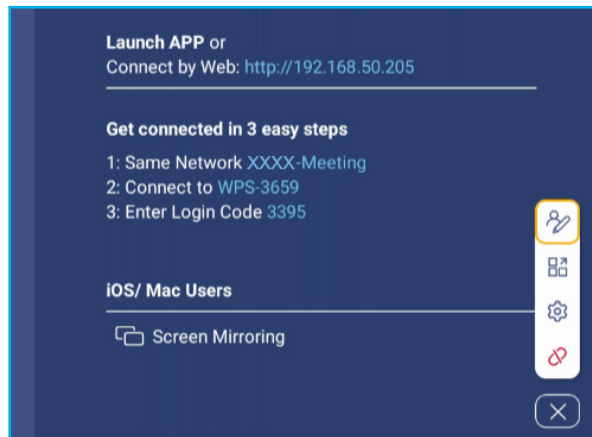 Launch APP or
Connect by Web: http://192.168.50.205
Get connected in 3 easy steps
1: Same Network XXXX-Meeting
2: Connect to WPS-3659
3: Enter Login Code 3395
iOS/ Mac Users
Screen Mirroring